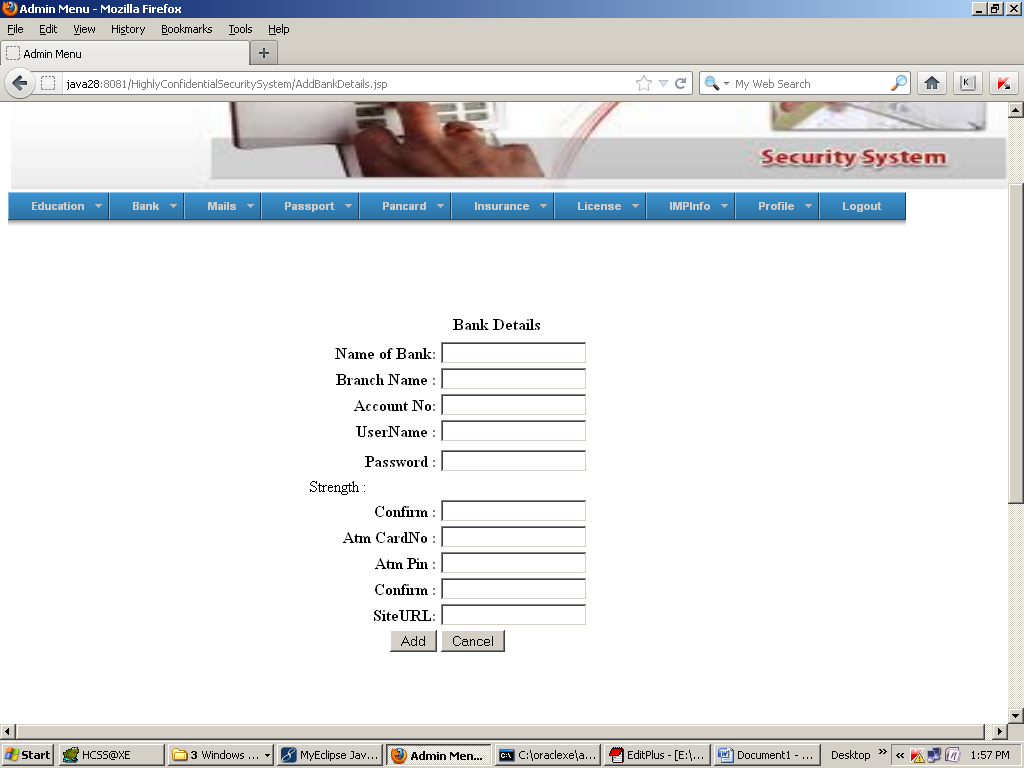 Admin Menu - Mozilla Firefox
File Edit View History Bookmarks Tools Help
Admin Menu
java28:8081/HighlyConfidentialSecuritySystem/AddBankDetails.jsp My Web Search
Security System
Education Bank Mails Passport Pancard Insurance License IMPInfo Profile Logout
Bank Details
Name of Bank:
Branch Name :
Account No:
UserName :
Password :
Strength :
Confirm :
Atm CardNo :
Atm Pin :
Confirm :
SiteURL:
Add Cancel
Start HCSS@XE 3 Windows ... MyEclipse Jav... Admin Men... C:\oraclexe\a... EditPlus - [E:\... Document1 - ... Desktop » « 1:57 PM